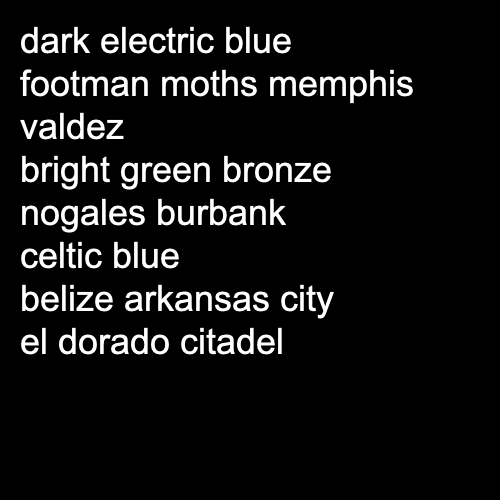 dark electric blue
footman moths memphis
valdez
bright green bronze
nogales burbank
celtic blue
belize arkansas city
el dorado citadel